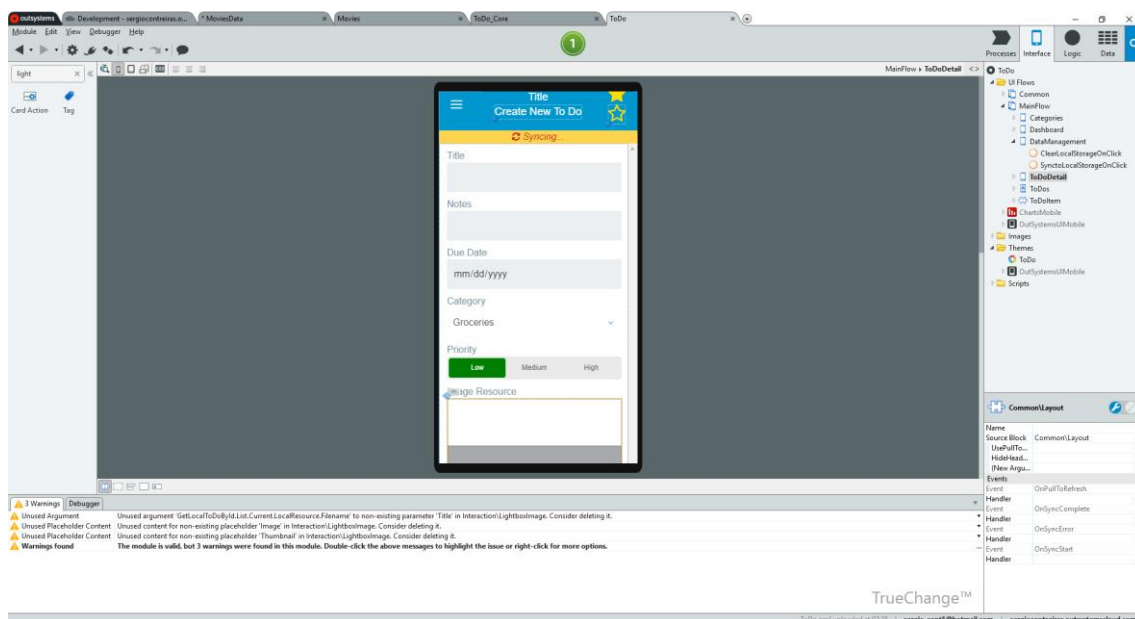 outsystems
Development - sergiocontreiras.o...
* MoviesData
Movies
ToDo_Core
ToDo
Module Edit View Debugger Help
1
Processes Interface Logic Data
light
MainFlow ▸ ToDoDetail
Card Action Tag
Title
Create New To Do
Syncing...
Title
Notes
Due Date
mm/dd/yyyy
Category
Groceries
Priority
Low Medium High
Resource
ToDo
UI Flows
Common
MainFlow
Categories
Dashboard
DataManagement
ClearLocalStorageOnClick
SynctoLocalStorageOnClick
ToDoDetail
ToDos
ToDoItem
ChartsMobile
OutSystemsUIMobile
Images
Themes
ToDo
OutSystemsUIMobile
Scripts
Common\Layout
Name
Source Block Common\Layout
UsePullTo...
HideHead...
(New Argu...
Events
Event OnPullToRefresh
Handler
Event OnSyncComplete
Handler
Event OnSyncError
Handler
Event OnSyncStart
Handler
3 Warnings Debugger
Unused Argument Unused argument 'GetLocalToDoById.List.Current.LocalResource.Filename' to non-existing parameter 'Title' in Interaction\LightboxImage. Consider deleting it.
Unused Placeholder Content Unused content for non-existing placeholder 'Image' in Interaction\LightboxImage. Consider deleting it.
Unused Placeholder Content Unused content for non-existing placeholder 'Thumbnail' in Interaction\LightboxImage. Consider deleting it.
Warnings found The module is valid, but 3 warnings were found in this module. Double-click the above messages to highlight the issue or right-click for more options.
TrueChange™